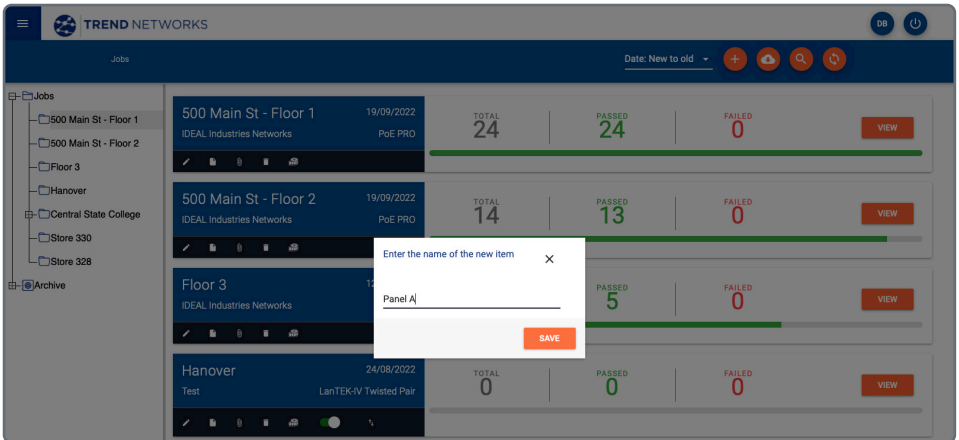 TREND NETWORKS
DB
Jobs
Date: New to old
Jobs
500 Main St - Floor 1
500 Main St - Floor 2
Floor 3
Hanover
Central State College
Store 330
Store 328
Archive
500 Main St - Floor 1 19/09/2022
IDEAL Industries Networks PoE PRO
TOTAL PASSED FAILED
24 24 0
VIEW
500 Main St - Floor 2 19/09/2022
IDEAL Industries Networks PoE PRO
TOTAL PASSED FAILED
14 13 0
VIEW
Enter the name of the new item
Panel A
SAVE
Floor 3 12
IDEAL Industries Networks
PASSED FAILED
5 0
VIEW
Hanover 24/08/2022
Test LanTEK-IV Twisted Pair
TOTAL PASSED FAILED
0 0 0
VIEW